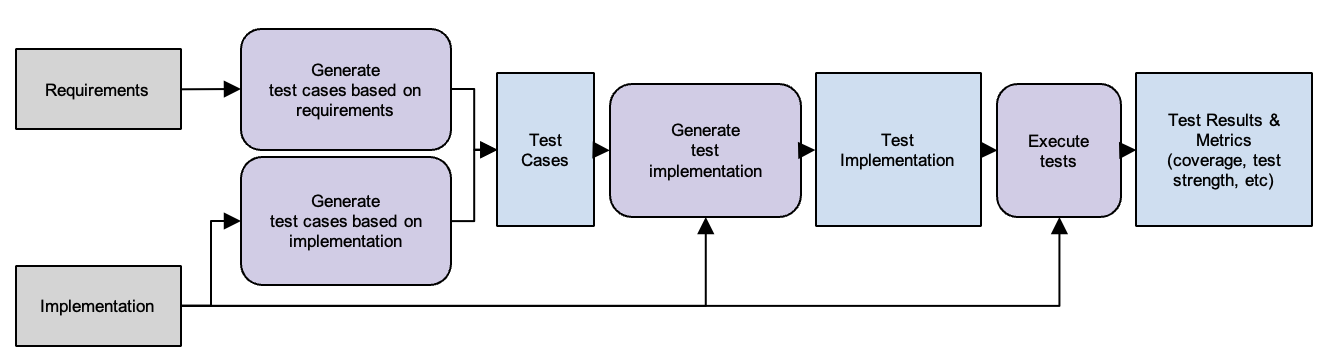 Requirements
Generate
test cases based on
requirements
Generate
test cases based on
implementation
Implementation
Test
Cases
Generate
test
implementation
Test
Implementation
Execute
tests
Test Results &
Metrics
(coverage, test
strength, etc)